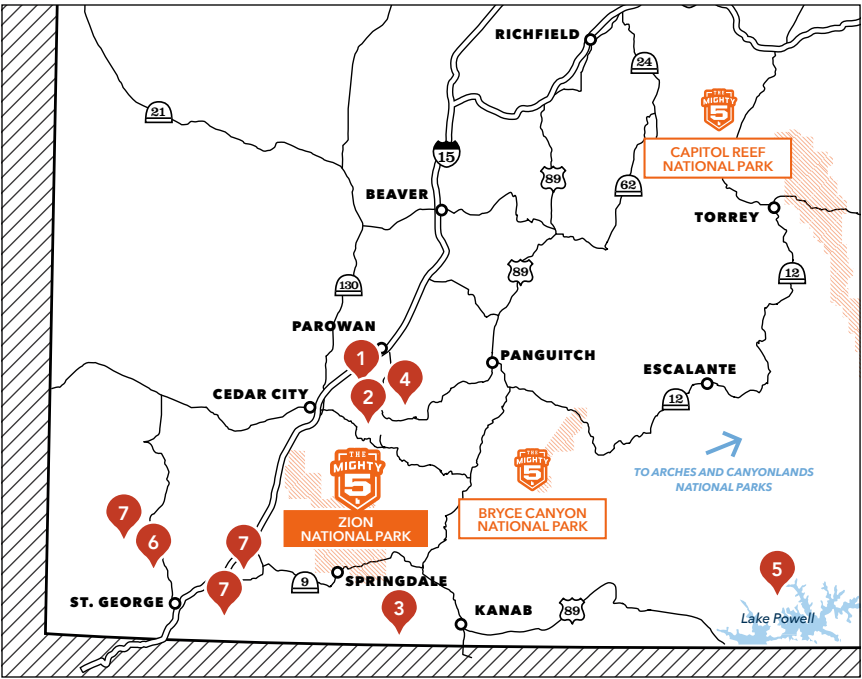 RICHFIELD
24
THE
MIGHTY
5
21
CAPITOL REEF
NATIONAL PARK
15
89
62
BEAVER
TORREY
89
12
130
PAROWAN
1
PANGUITCH
4
ESCALANTE
2
CEDAR CITY
12
THE
MIGHTY
5
THE
MIGHTY
5
TO ARCHES AND CANYONLANDS
NATIONAL PARKS
7
ZION
NATIONAL PARK
BRYCE CANYON
NATIONAL PARK
6
7
5
9
SPRINGDALE
7
ST. GEORGE
3
KANAB
89
Lake Powell